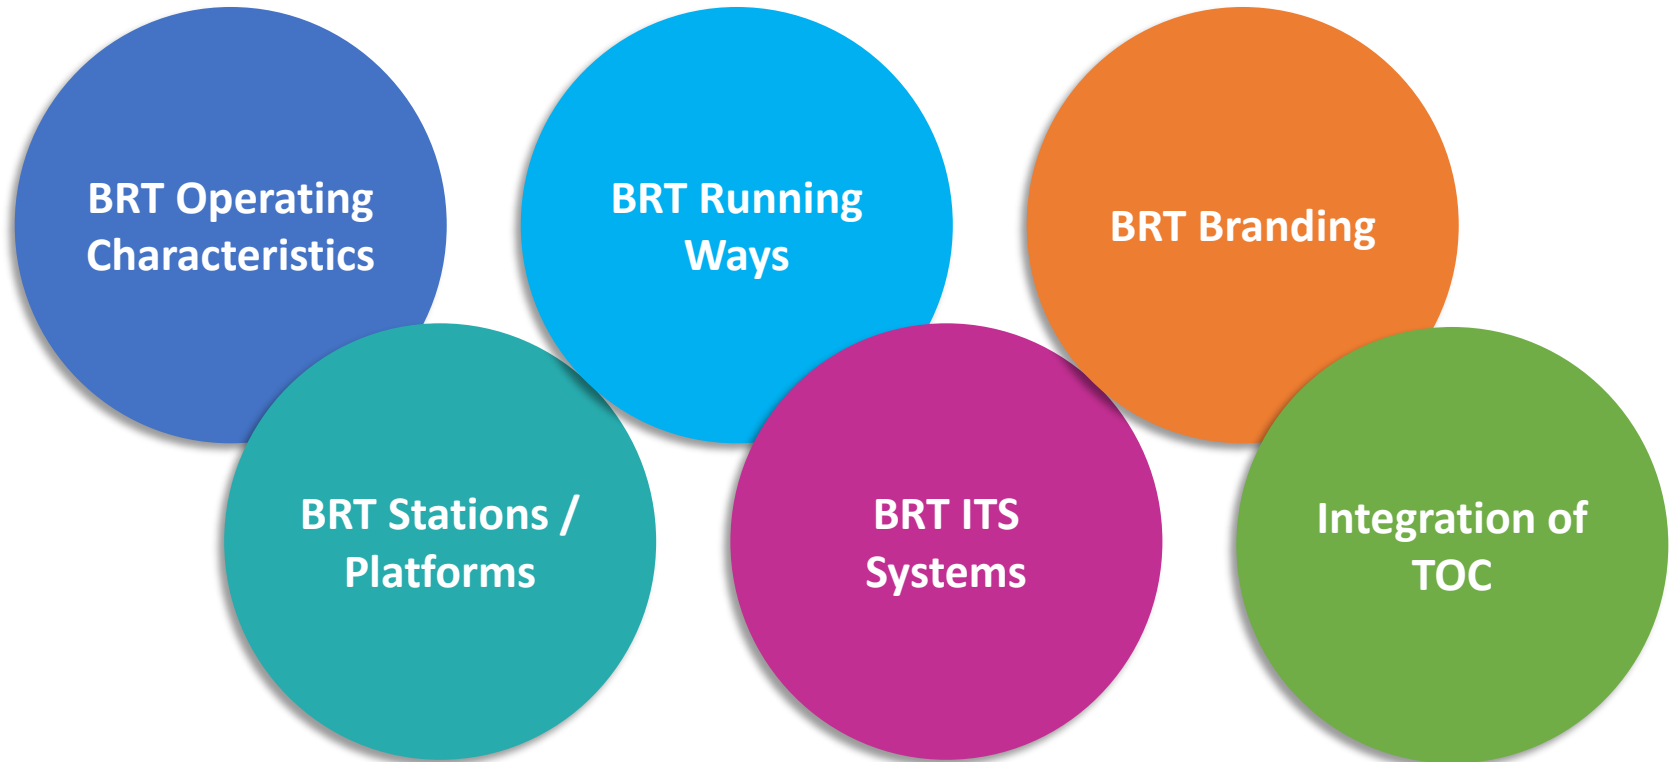 BRT Operating
Characteristics
BRT Running
Ways
BRT Branding
BRT Stations /
Platforms
BRT ITS
Systems
Integration of
TOC